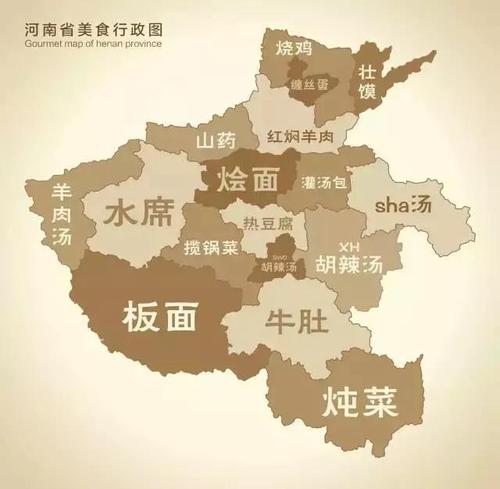 河南省美食行政图
Gourmet map of henan province
烧鸡
缠丝蛋
壮馍
山药
红焖羊肉
羊肉汤
水席
烩面
灌汤包
sha汤
热豆腐
揽锅菜
XH
胡辣汤
胡辣汤
板面
牛肚
炖菜